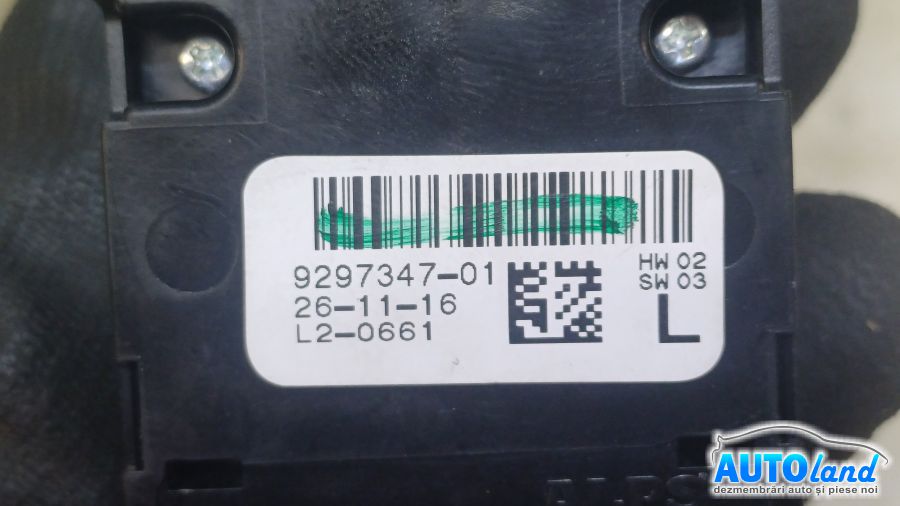 9297347-01
26-11-16
L2-0661
HW 02
SW 03
L
AUTOland
dezmembrări auto și piese noi